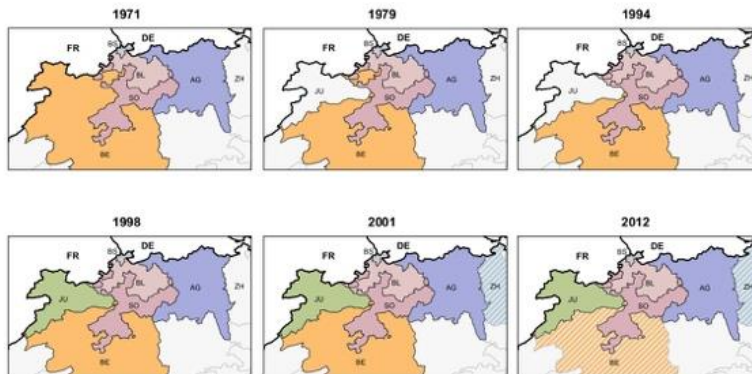 1971
FR
DE
BS
BL
AG
ZH
SO
BE
1979
FR
DE
BS
BL
AG
ZH
JU
SO
BE
1994
FR
DE
BS
BL
AG
ZH
JU
SO
BE
1998
FR
DE
BS
BL
AG
ZH
JU
SO
BE
2001
FR
DE
BS
BL
AG
ZH
JU
SO
BE
2012
FR
DE
BS
BL
AG
ZH
JU
SO
BE